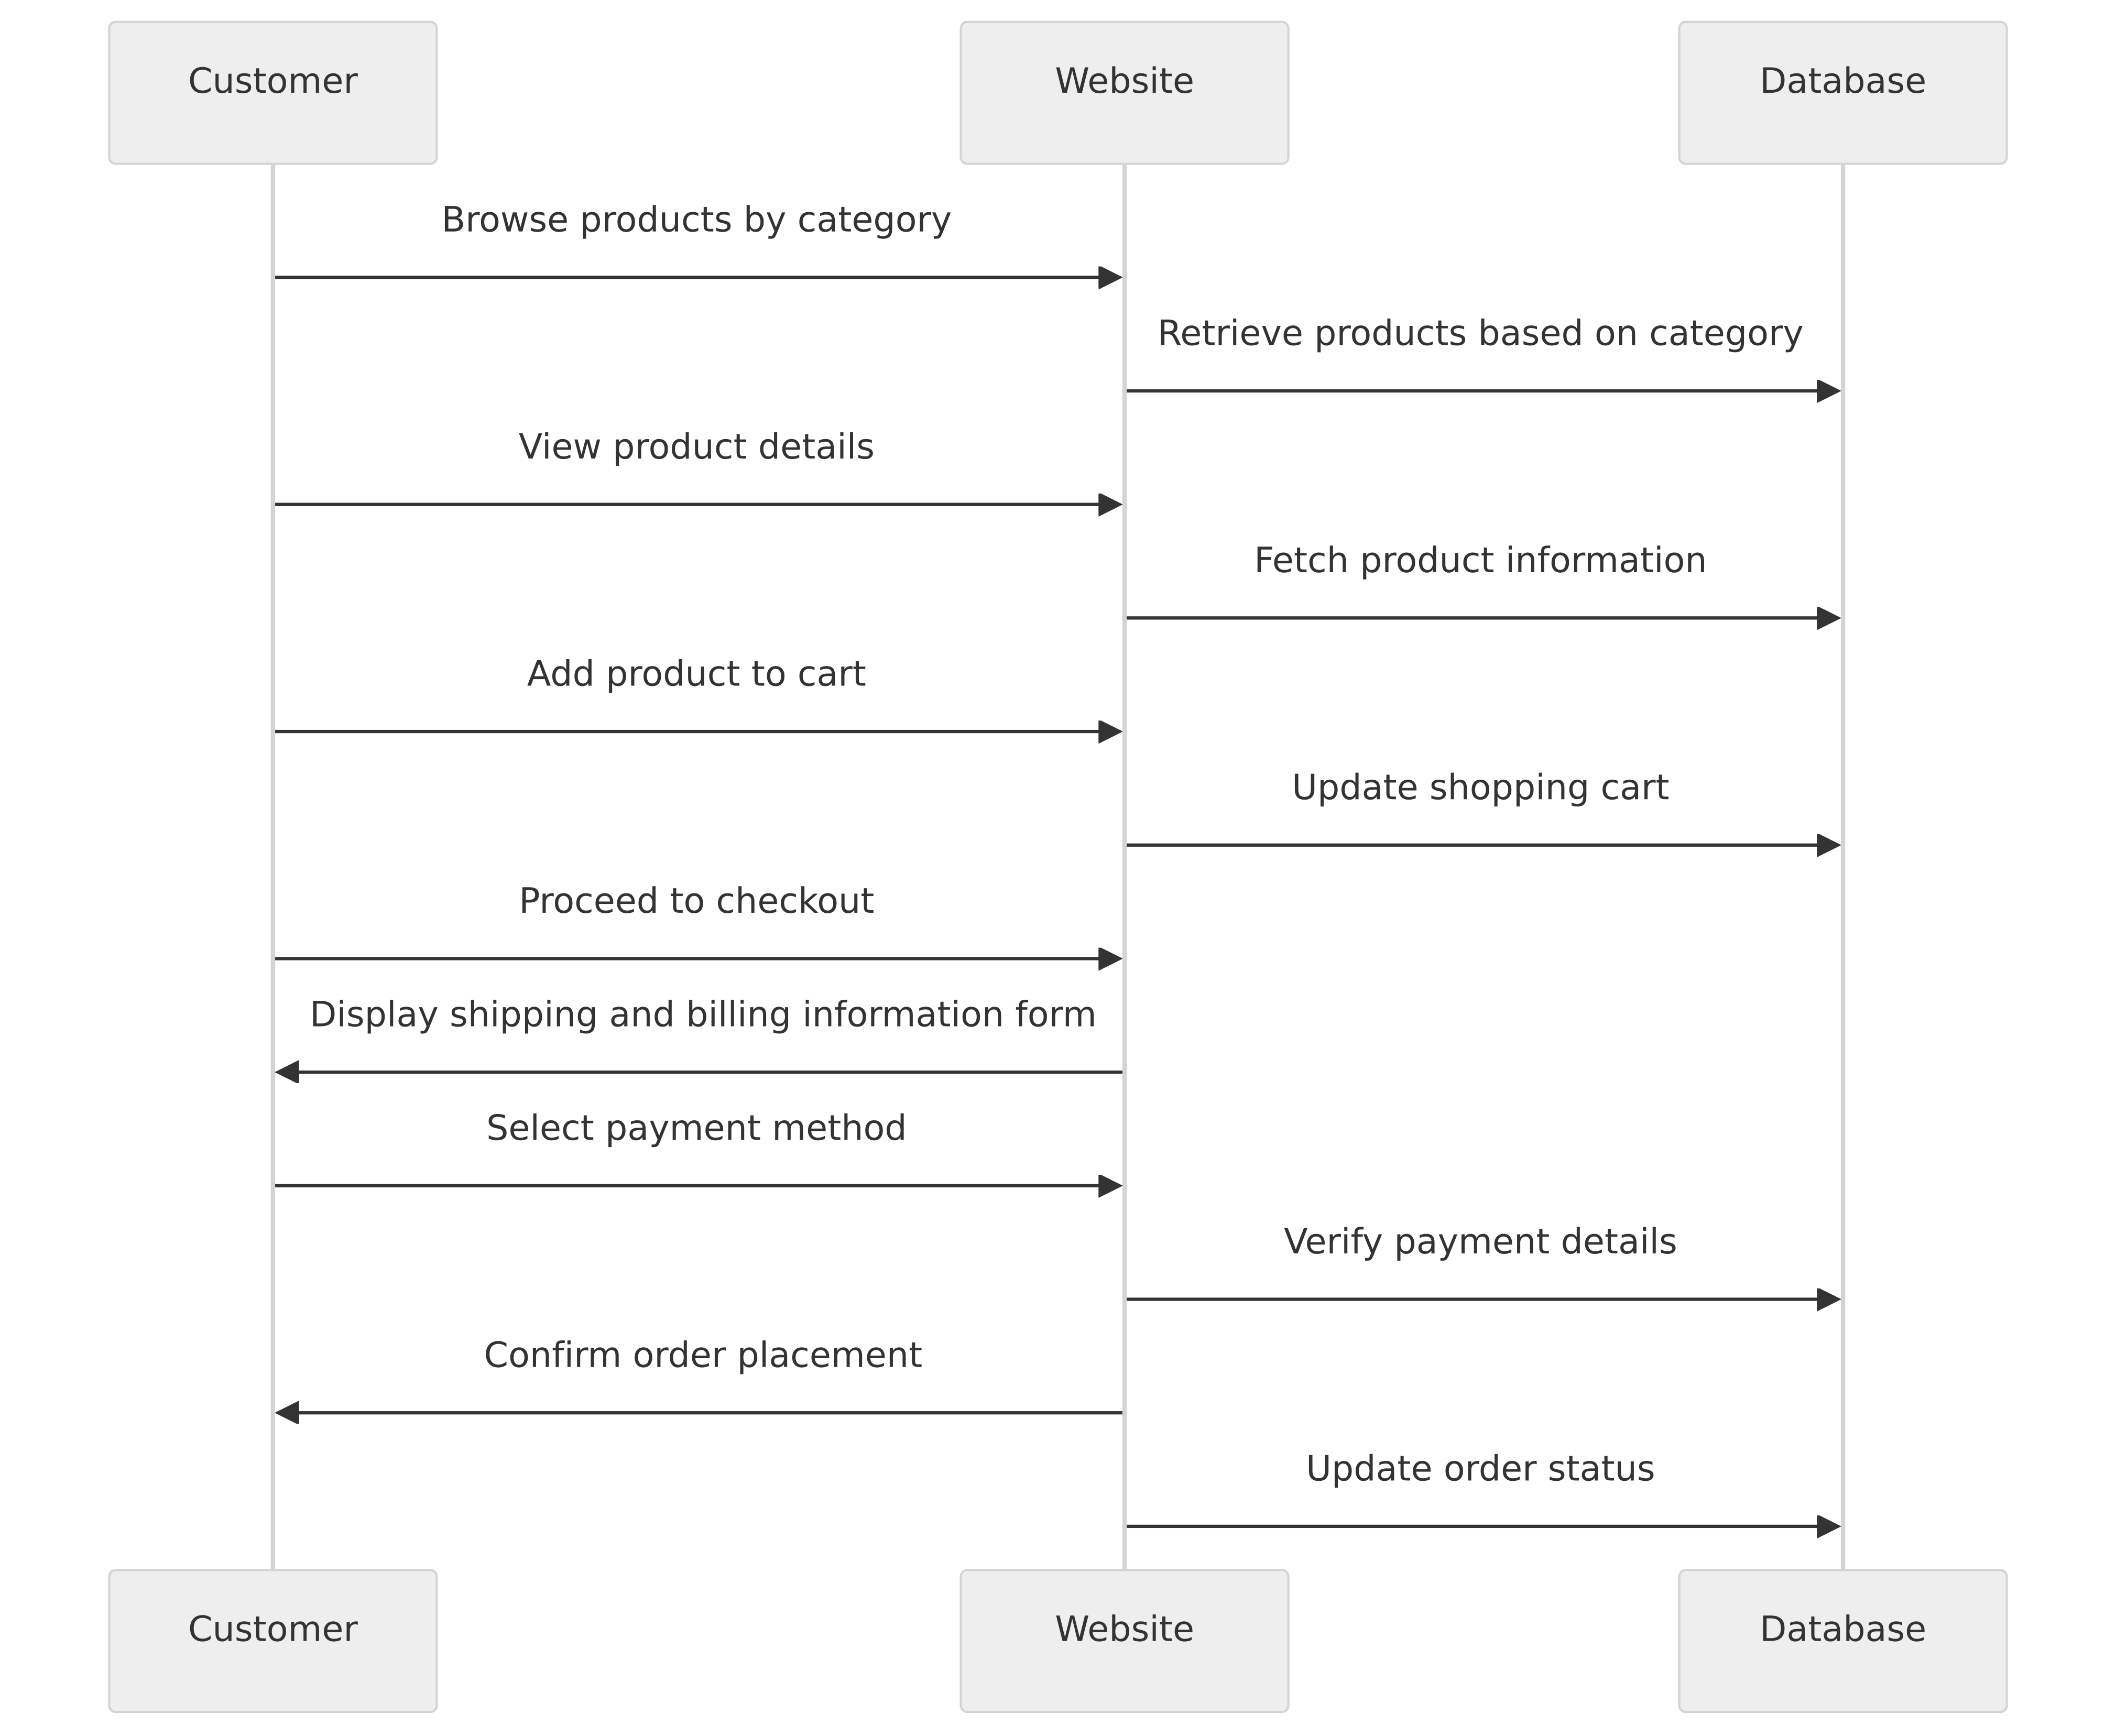 Customer
Website
Database
Browse products by category
Retrieve products based on category
View product details
Fetch product information
Add product to cart
Update shopping cart
Proceed to checkout
Display shipping and billing information form
Select payment method
Verify payment details
Confirm order placement
Update order status
Customer
Website
Database